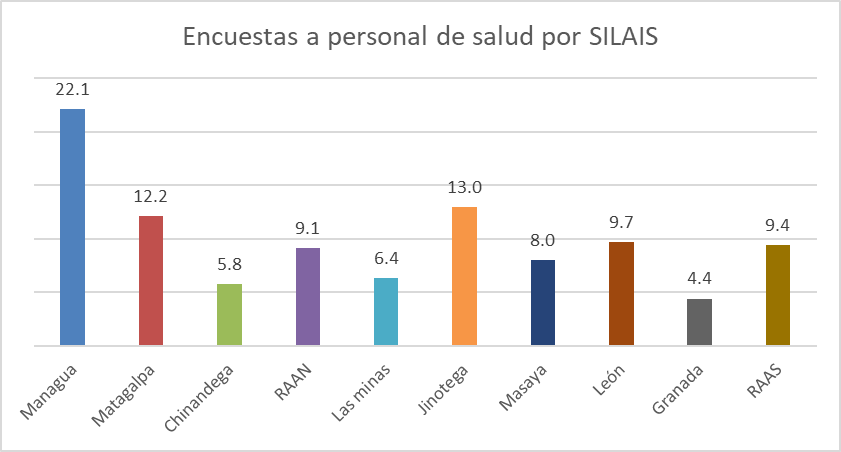 Encuestas a personal de salud por SILAIS
22.1
12.2
5.8
9.1
6.4
13.0
8.0
9.7
4.4
9.4
Managua
Matagalpa
Chinandega
RAAN
Las minas
Jinotega
Masaya
León
Granada
RAAS